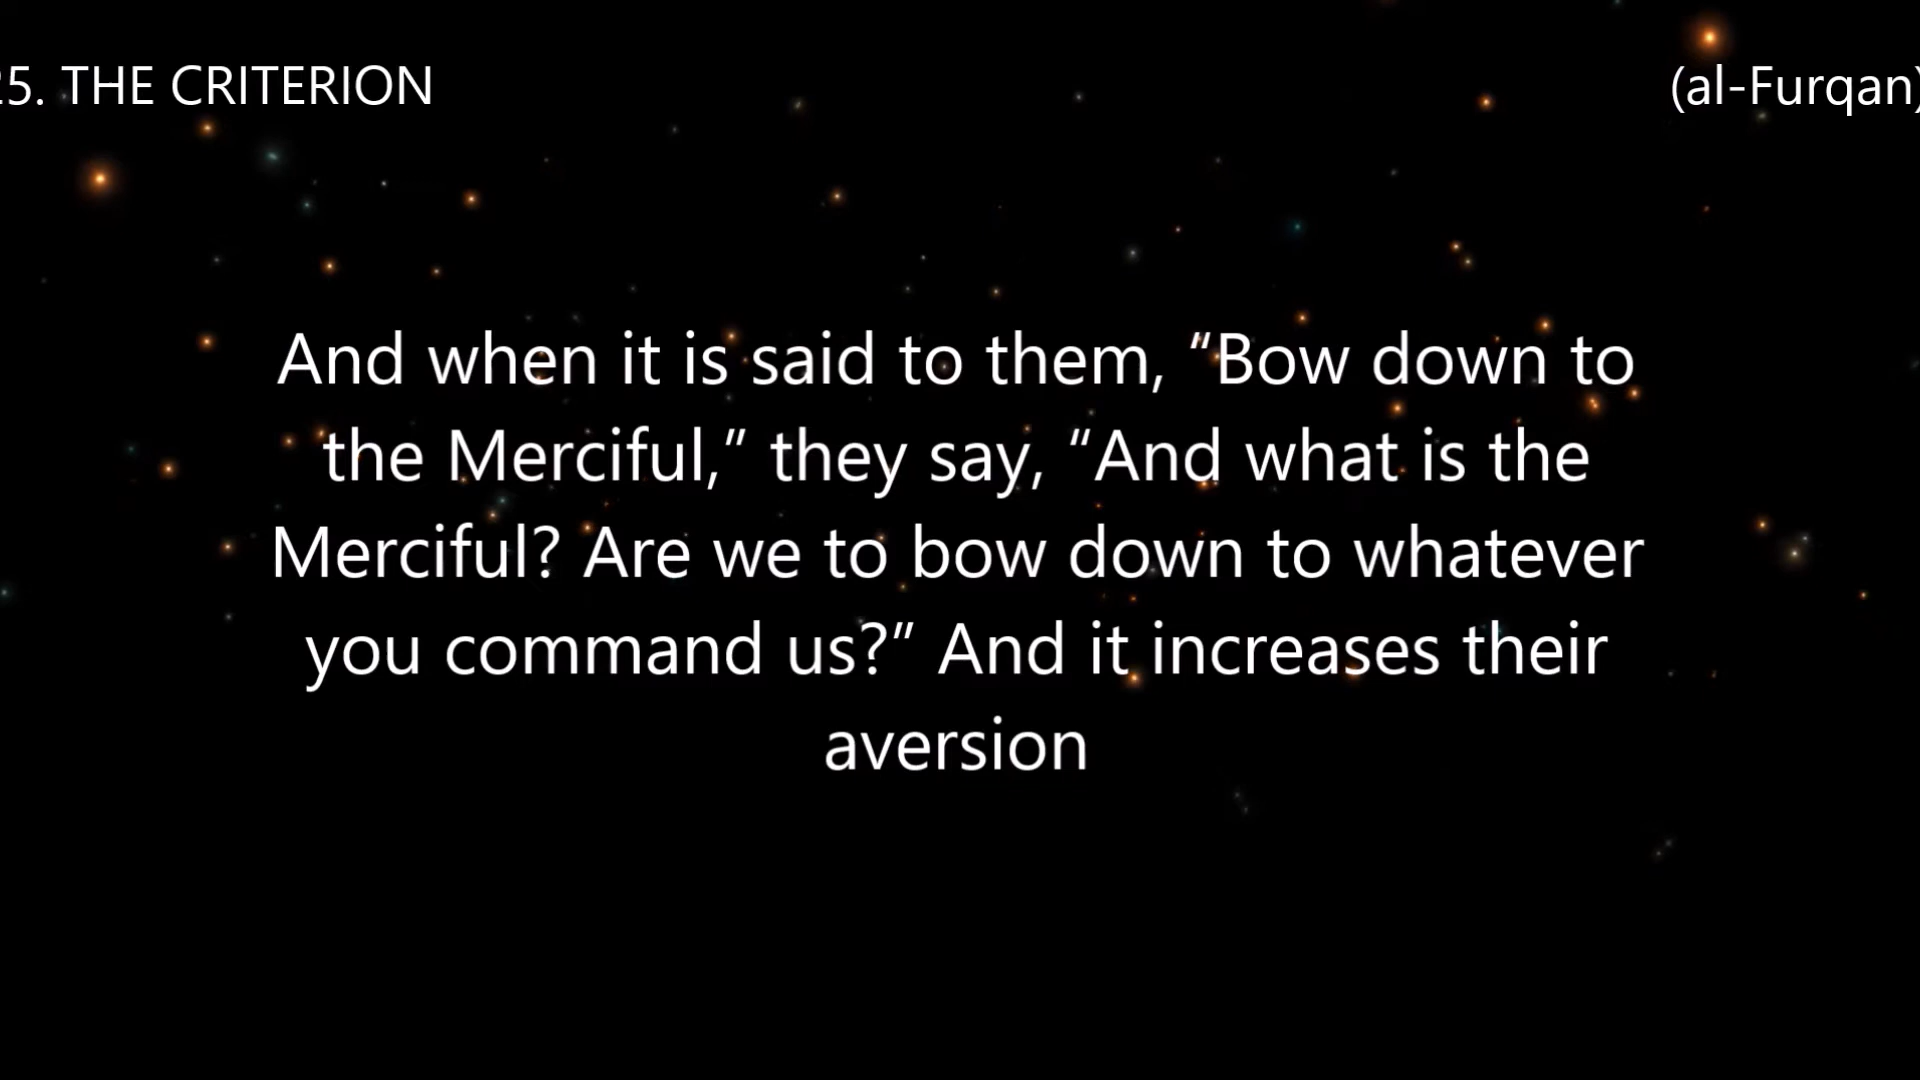 25. THE CRITERION (al-Furqan)
And when it is said to them, “Bow down to
the Merciful,” they say, “And what is the
Merciful? Are we to bow down to whatever
you command us?” And it increases their
aversion